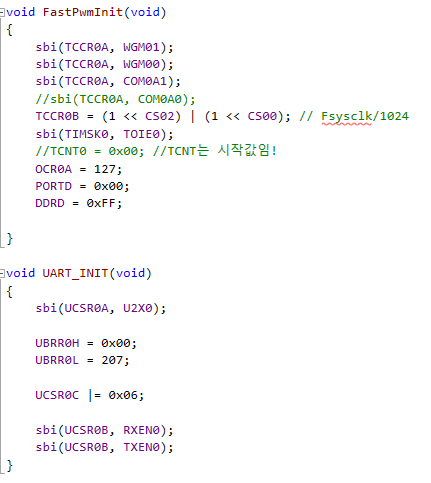 void FastPwmInit(void)
{
    sbi(TCCR0A, WGM01);
    sbi(TCCR0A, WGM00);
    sbi(TCCR0A, COM0A1);
    //sbi(TCCR0A, COM0A0);
    TCCR0B = (1 << CS02) | (1 << CS00); // Fsysclk/1024
    sbi(TIMSK0, TOIE0);
    //TCNT0 = 0x00; //TCNT는 시작값임!
    OCR0A = 127;
    PORTD = 0x00;
    DDRD = 0xFF;

}

void UART_INIT(void)
{
    sbi(UCSR0A, U2X0);

    UBRR0H = 0x00;
    UBRR0L = 207;

    UCSR0C |= 0x06;

    sbi(UCSR0B, RXEN0);
    sbi(UCSR0B, TXEN0);
}